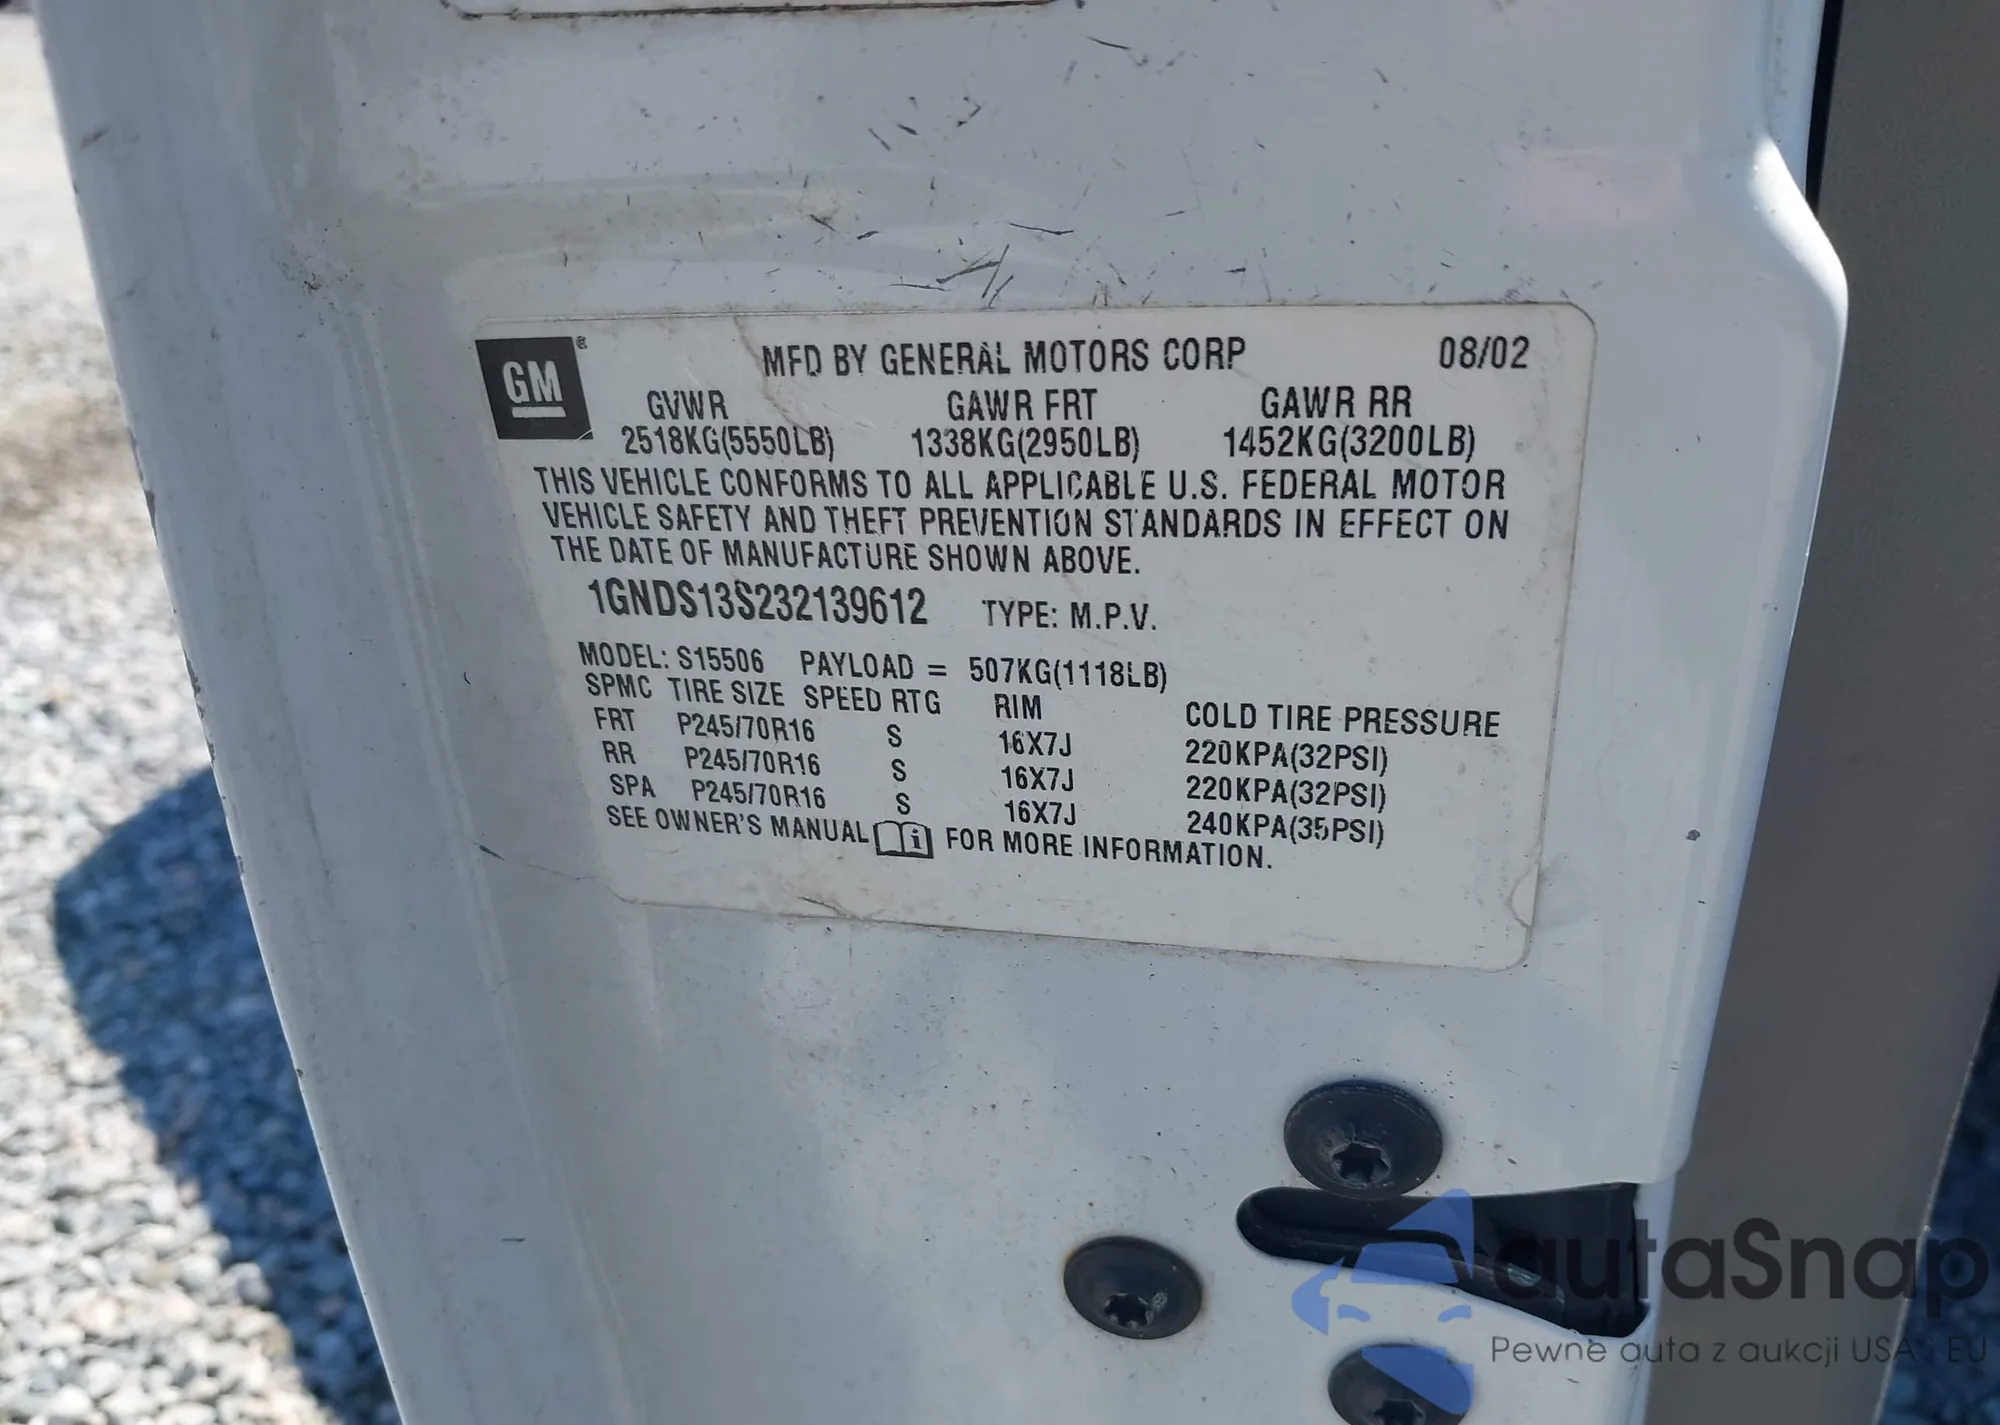 GM ®
MFD BY GENERAL MOTORS CORP 08/02
GVWR GAWR FRT GAWR RR
2518KG(5550LB) 1338KG(2950LB) 1452KG(3200LB)
THIS VEHICLE CONFORMS TO ALL APPLICABLE U.S. FEDERAL MOTOR
VEHICLE SAFETY AND THEFT PREVENTION STANDARDS IN EFFECT ON
THE DATE OF MANUFACTURE SHOWN ABOVE.
1GNDS13S232139612 TYPE: M.P.V.
MODEL: S15506 PAYLOAD = 507KG(1118LB)
SPMC TIRE SIZE SPEED RTG RIM COLD TIRE PRESSURE
FRT P245/70R16 S 16X7J 220KPA(32PSI)
RR P245/70R16 S 16X7J 220KPA(32PSI)
SPA P245/70R16 S 16X7J 240KPA(35PSI)
SEE OWNER'S MANUAL i FOR MORE INFORMATION.
autaSnap
Pewne auta z aukcji USA i EU